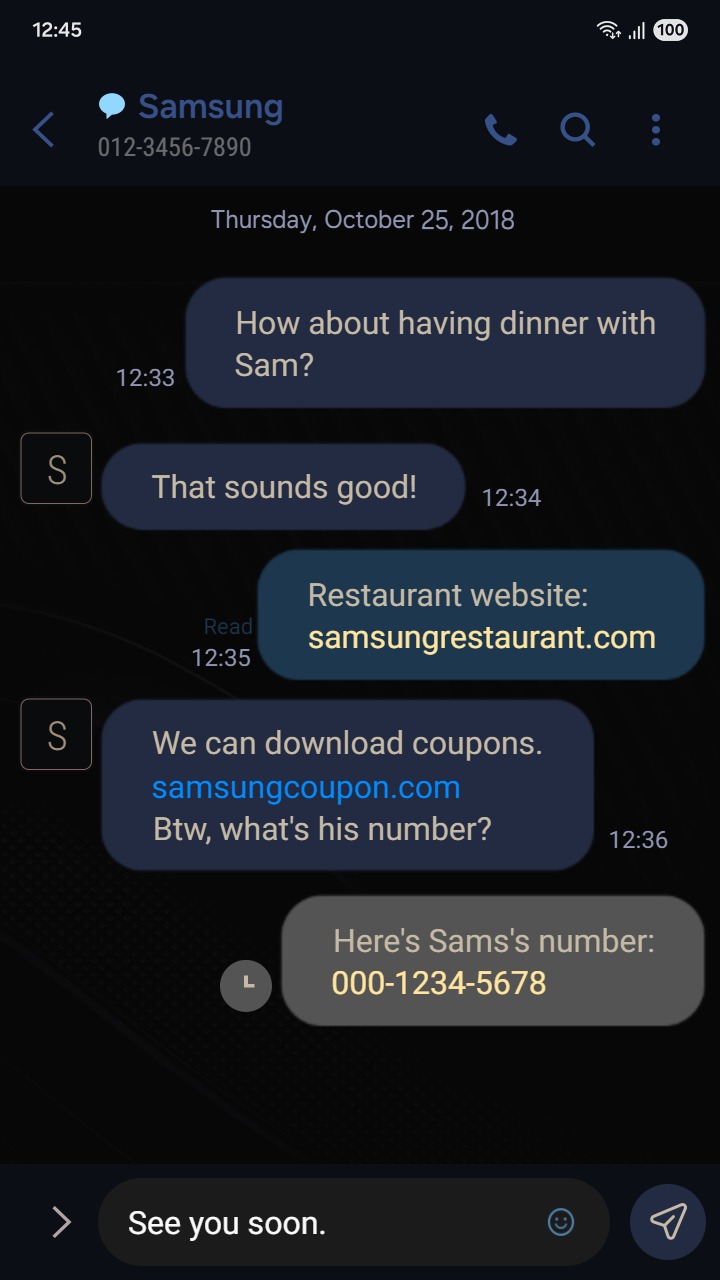 12:45
100
Samsung
012-3456-7890
Thursday, October 25, 2018
How about having dinner with
Sam?
12:33
S
That sounds good!
12:34
Restaurant website:
samsungrestaurant.com
Read
12:35
S
We can download coupons.
samsungcoupon.com
Btw, what's his number?
12:36
Here's Sams's number:
000-1234-5678
See you soon.